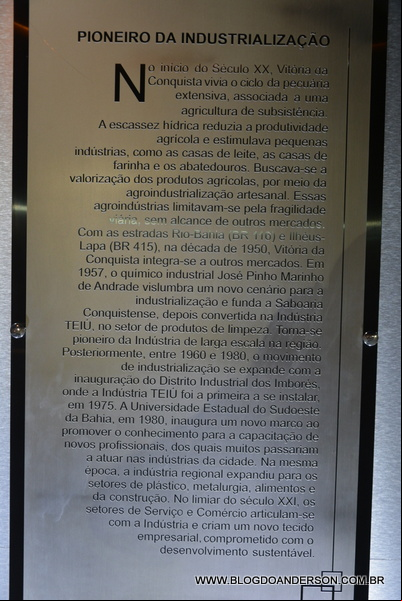 PIONEIRO DA INDUSTRIALIZAÇÃO
No início do Século XX, Vitória da
Conquista vivia o ciclo da pecuária
extensiva, associada a uma
agricultura de subsistência.
A escassez hídrica reduzia a produtividade
agrícola e estimulava pequenas
indústrias, como as casas de leite, as casas de
farinha e os abatedouros. Buscava-se a
valorização dos produtos agrícolas, por meio da
agroindustrialização artesanal. Essas
agroindústrias limitavam-se pela fragilidade
viária, sem alcance de outros mercados.
Com as estradas Rio-Bahia (BR 116) e Ilhéus-
Lapa (BR 415), na década de 1950, Vitória da
Conquista integra-se a outros mercados. Em
1957, o químico industrial José Pinho Marinho
de Andrade vislumbra um novo cenário para a
industrialização e funda a Saboaria
Conquistense, depois convertida na Indústria
TEIÚ, no setor de produtos de limpeza. Torna-se
pioneiro da Indústria de larga escala na região.
Posteriormente, entre 1960 e 1980, o movimento
de industrialização se expande com a
inauguração do Distrito Industrial dos Imborés,
onde a Indústria TEIÚ foi a primeira a se instalar,
em 1975. A Universidade Estadual do Sudoeste
da Bahia, em 1980, inaugura um novo marco ao
promover o conhecimento para a capacitação de
novos profissionais, dos quais muitos passariam
a atuar nas indústrias da cidade. Na mesma
época, a indústria regional expandiu para os
setores de plástico, metalurgia, alimentos e
da construção. No limiar do século XXI, os
setores de Serviço e Comércio articulam-se
com a Indústria e criam um novo tecido
empresarial, comprometido com o
desenvolvimento sustentável.
WWW.BLOGDOANDERSON.COM.BR